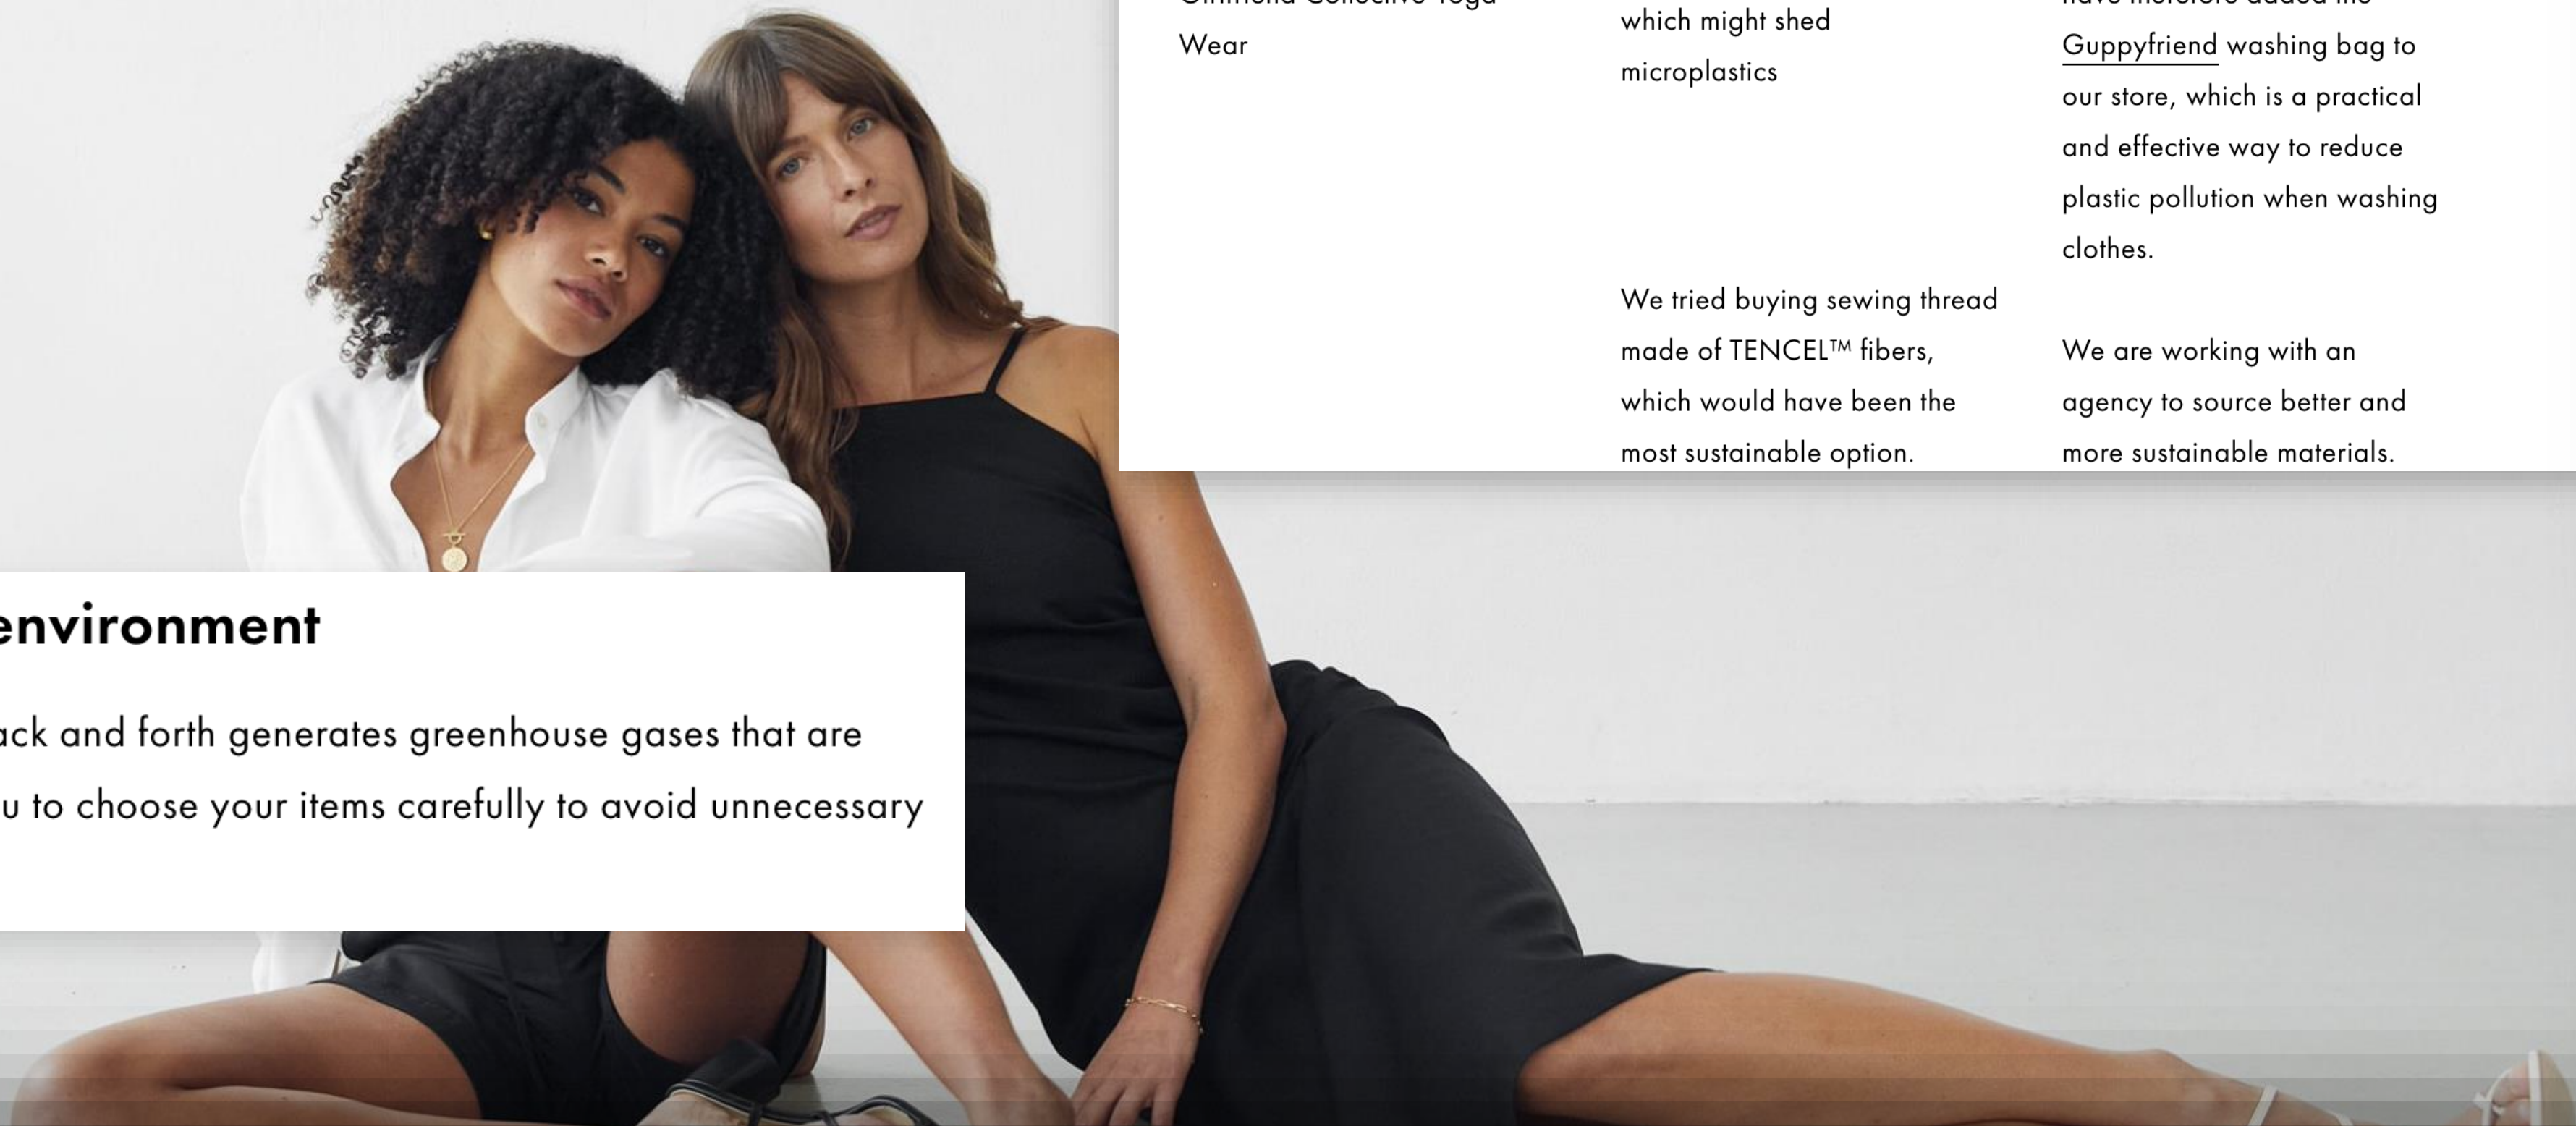 Wear
which might shed
microplastics
We tried buying sewing thread
made of TENCEL™ fibers,
which would have been the
most sustainable option.
Guppyfriend washing bag to
our store, which is a practical
and effective way to reduce
plastic pollution when washing
clothes.
We are working with an
agency to source better and
more sustainable materials.
environment
and forth generates greenhouse gases that are
to choose your items carefully to avoid unnecessary